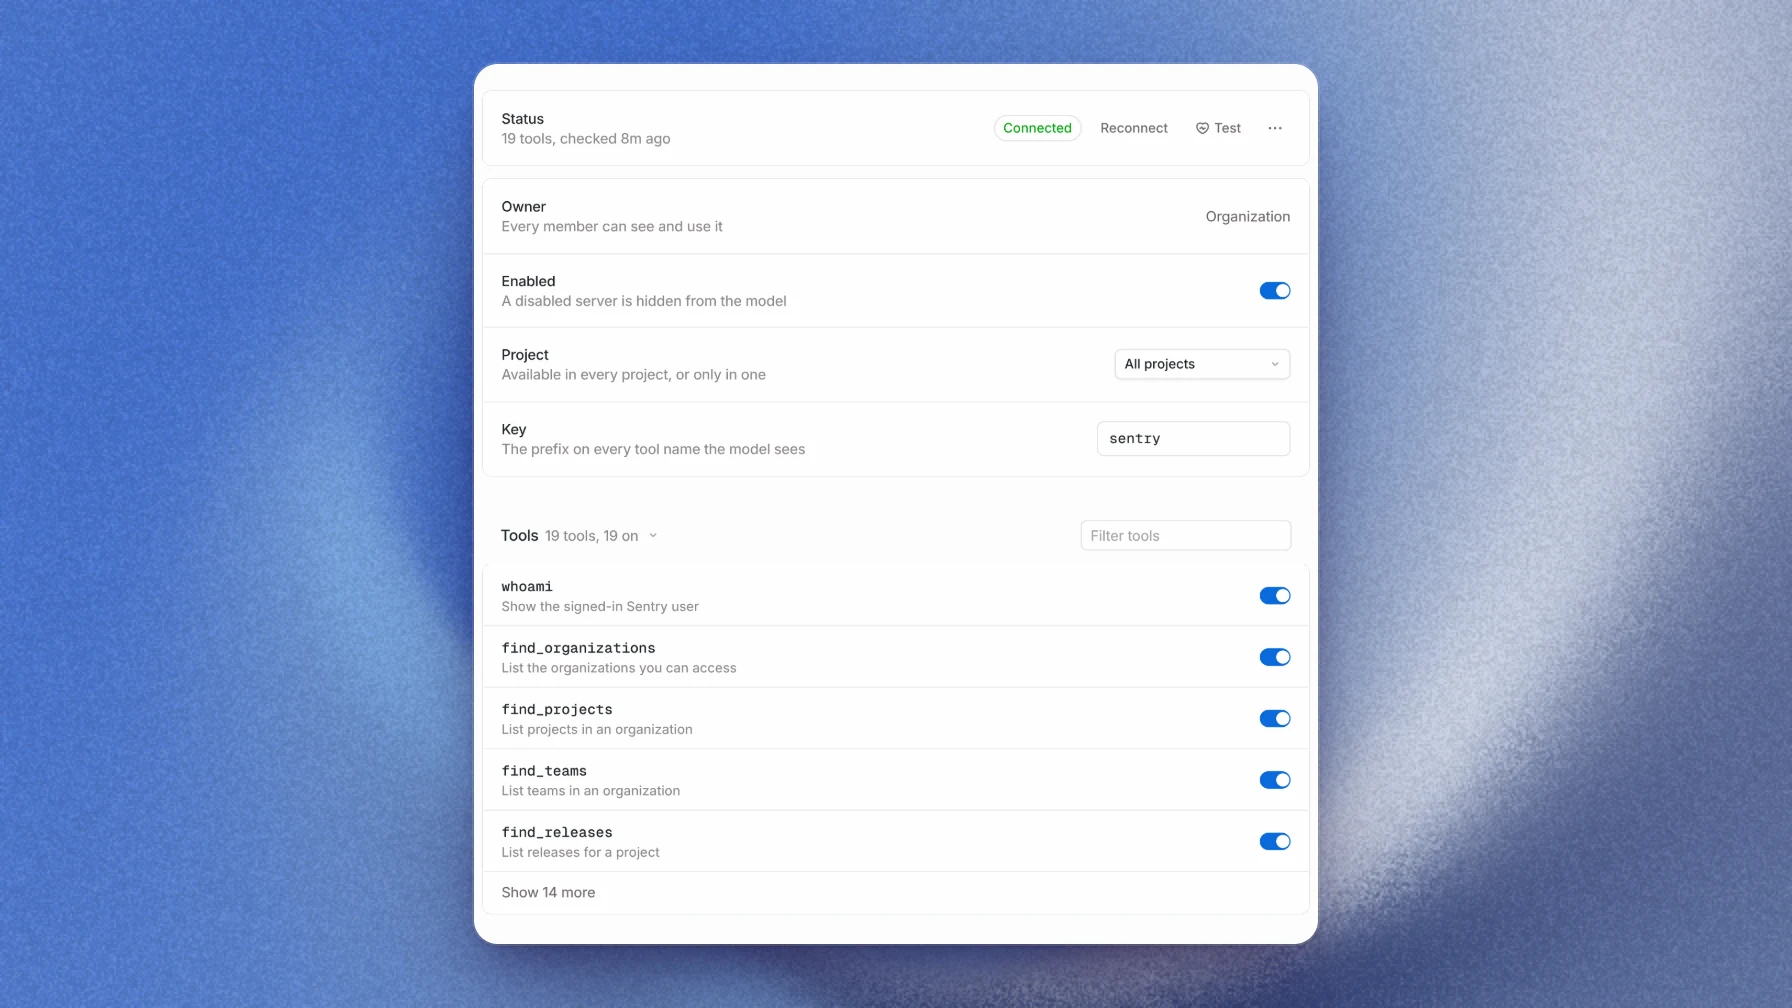 Status
19 tools, checked 8m ago
Connected
Reconnect
Test
Owner
Every member can see and use it
Organization
Enabled
A disabled server is hidden from the model
Project
Available in every project, or only in one
All projects
Key
The prefix on every tool name the model sees
sentry
Tools 19 tools, 19 on
Filter tools
whoami
Show the signed-in Sentry user
find_organizations
List the organizations you can access
find_projects
List projects in an organization
find_teams
List teams in an organization
find_releases
List releases for a project
Show 14 more